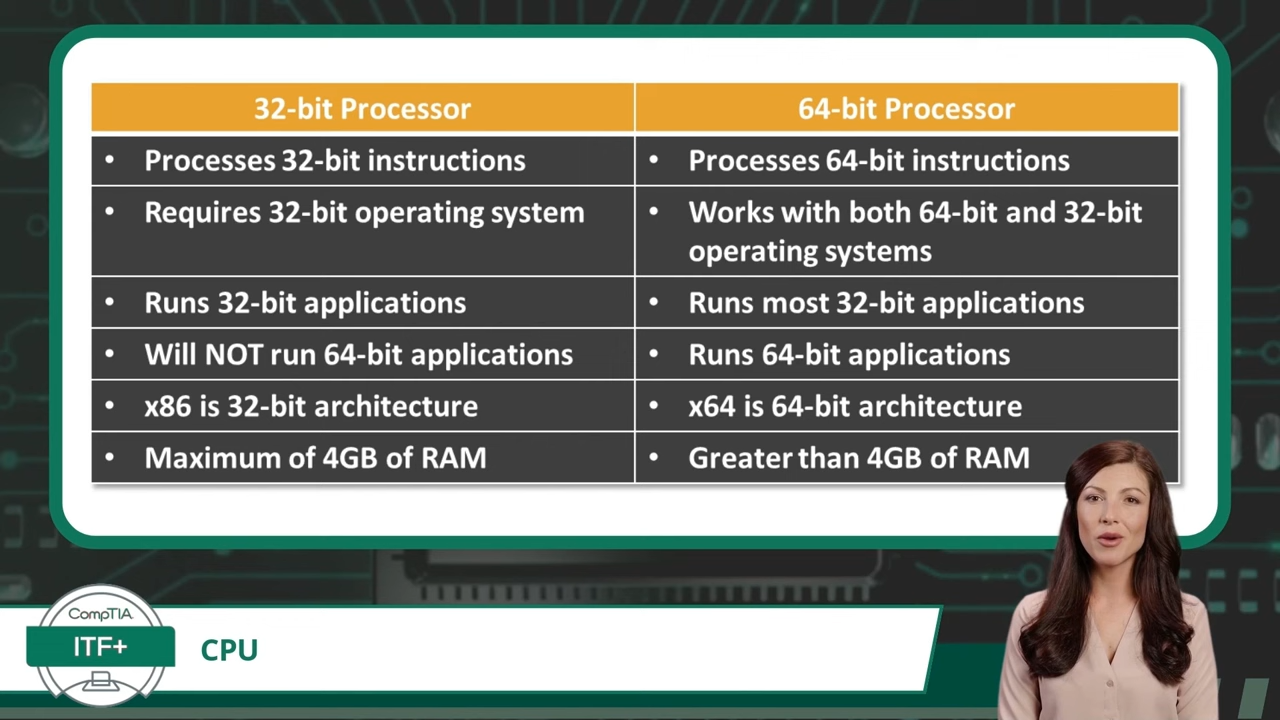 32-bit Processor
64-bit Processor
• Processes 32-bit instructions
• Processes 64-bit instructions
• Requires 32-bit operating system
• Works with both 64-bit and 32-bit
operating systems
• Runs 32-bit applications
• Runs most 32-bit applications
• Will NOT run 64-bit applications
• Runs 64-bit applications
• x86 is 32-bit architecture
• x64 is 64-bit architecture
• Maximum of 4GB of RAM
• Greater than 4GB of RAM
CompTIA
ITF+
CPU